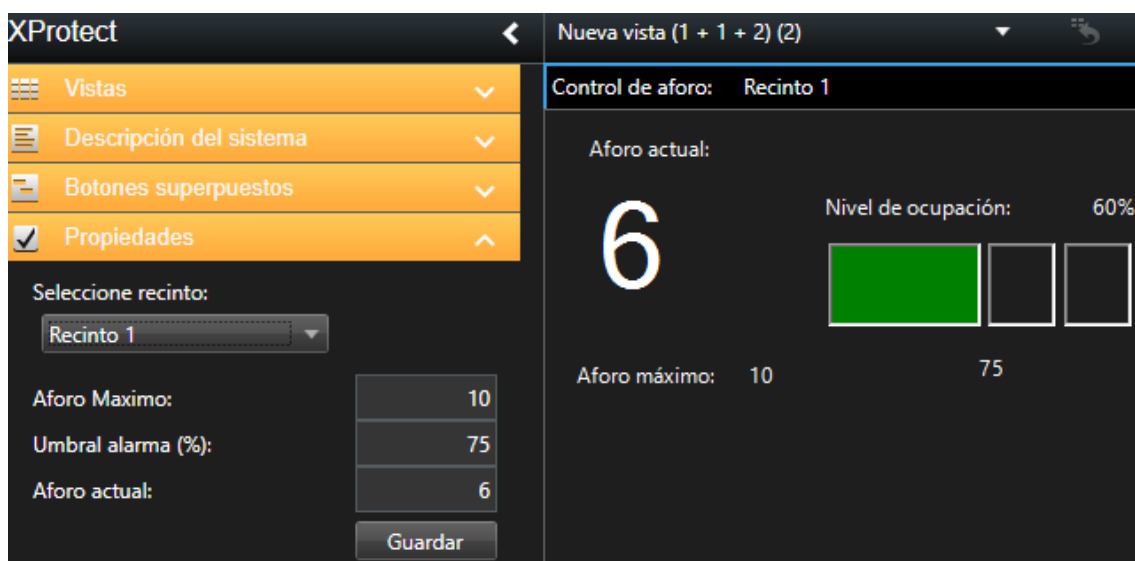 XProtect
Vistas
Descripción del sistema
Botones superpuestos
Propiedades
Seleccione recinto:
Recinto 1
Aforo Maximo: 10
Umbral alarma (%): 75
Aforo actual: 6
Guardar
Nueva vista (1 + 1 + 2) (2)
Control de aforo: Recinto 1
Aforo actual:
6
Nivel de ocupación: 60%
Aforo máximo: 10
75